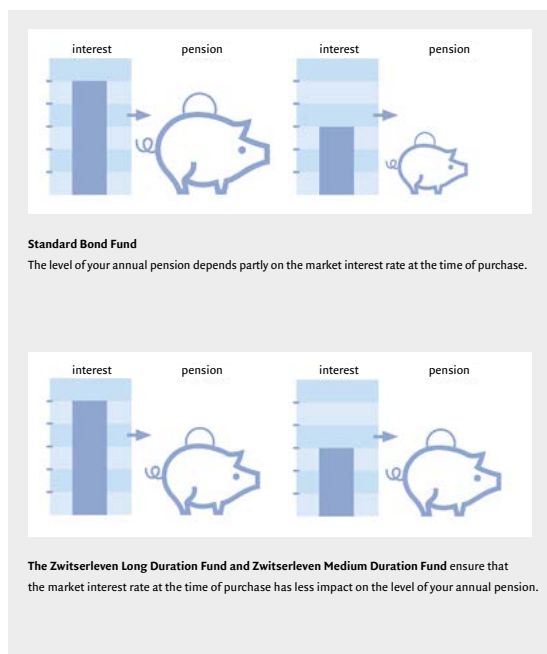 interest pension interest pension
Standard Bond Fund
The level of your annual pension depends partly on the market interest rate at the time of purchase.
interest pension interest pension
The Zwitserleven Long Duration Fund and Zwitserleven Medium Duration Fund ensure that
the market interest rate at the time of purchase has less impact on the level of your annual pension.